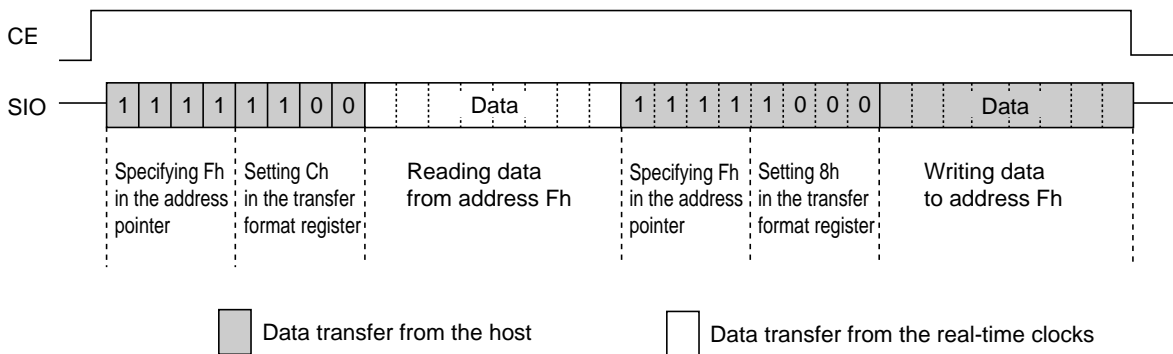 CE
SIO
1 1 1 1 1 1 0 0 Data 1 1 1 1 1 0 0 0 Data
Specifying Fh
in the address
pointer
Setting Ch
in the transfer
format register
Reading data
from address Fh
Specifying Fh
in the address
pointer
Setting 8h
in the transfer
format register
Writing data
to address Fh
Data transfer from the host
Data transfer from the real-time clocks